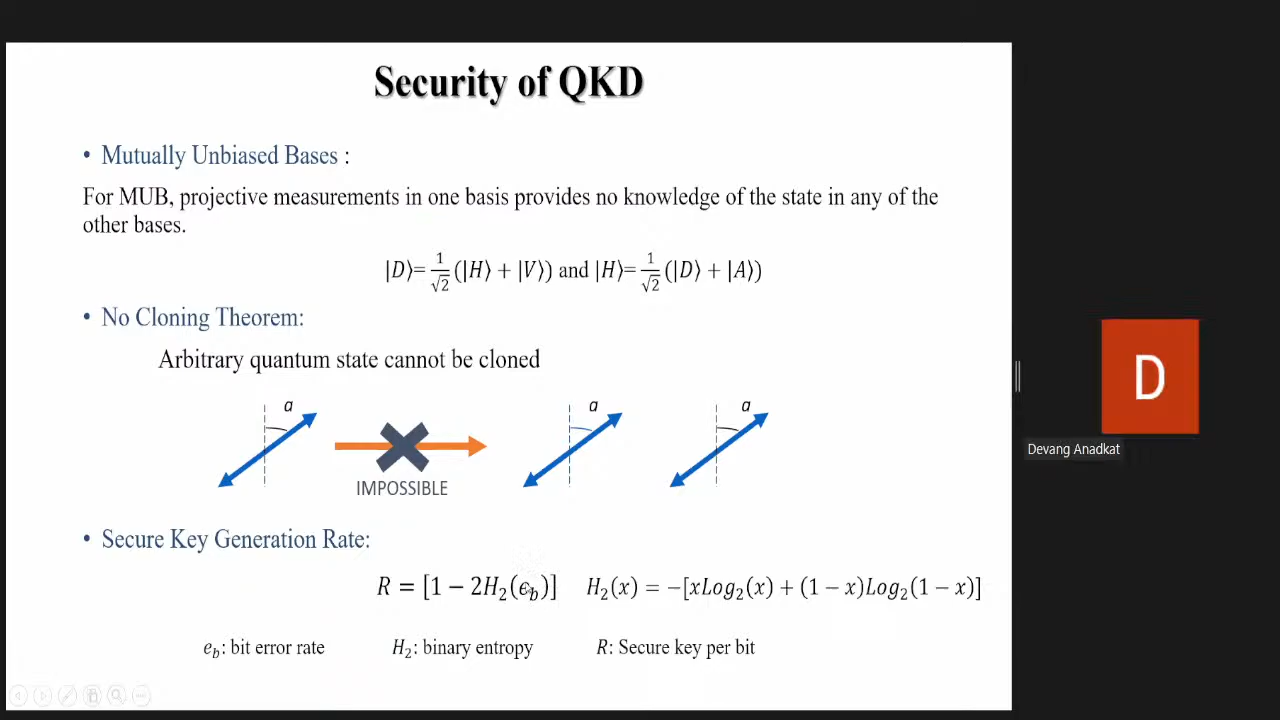 Security of QKD
• Mutually Unbiased Bases :
For MUB, projective measurements in one basis provides no knowledge of the state in any of the
other bases.
|D⟩= 1/√2 (|H⟩ + |V⟩) and |H⟩= 1/√2 (|D⟩ + |A⟩)
• No Cloning Theorem:
Arbitrary quantum state cannot be cloned
a a a
IMPOSSIBLE
• Secure Key Generation Rate:
R = [1 − 2H₂(e_b)] H₂(x) = −[xLog₂(x) + (1 − x)Log₂(1 − x)]
e_b: bit error rate H₂: binary entropy R: Secure key per bit
D
Devang Anadkat